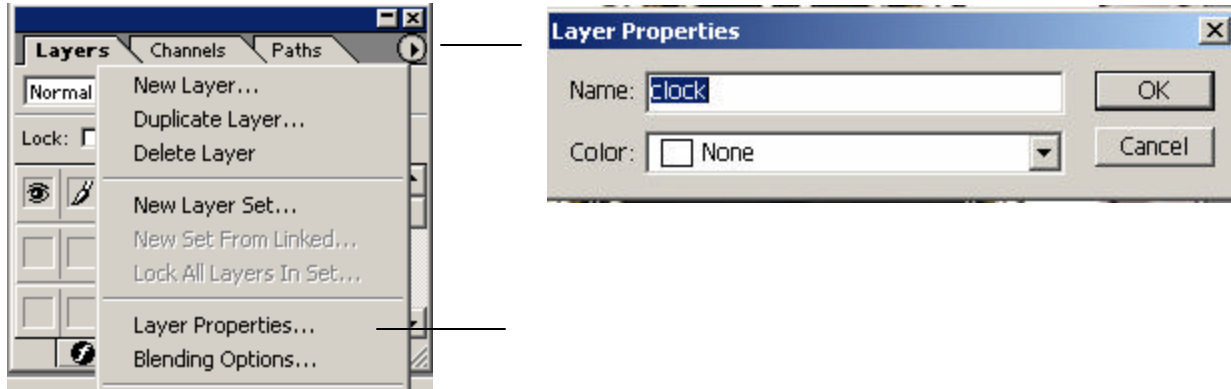 Layers Channels Paths
Normal
Lock:
New Layer...
Duplicate Layer...
Delete Layer
New Layer Set...
New Set From Linked...
Lock All Layers In Set...
Layer Properties...
Blending Options...
Layer Properties
Name: clock
OK
Color: None
Cancel